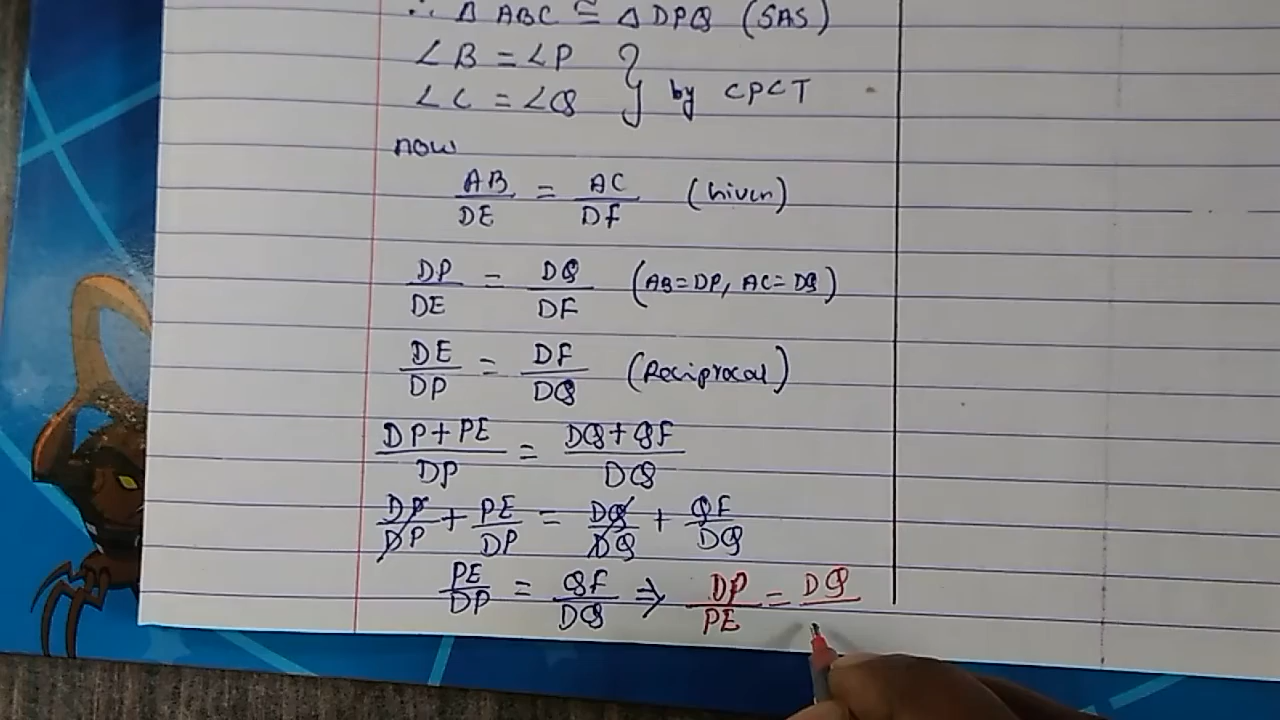 ∴ Δ ABC ≅ Δ DPQ (SAS)
∠B = ∠P
∠C = ∠Q } by CPCT
now
AB/DE = AC/DF (Given)
DP/DE = DQ/DF (AB=DP, AC=DQ)
DE/DP = DF/DQ (Reciprocal)
DP+PE/DP = DQ+QF/DQ
DP/DP + PE/DP = DQ/DQ + QF/DQ
PE/DP = QF/DQ ⇒ DP/PE = DQ